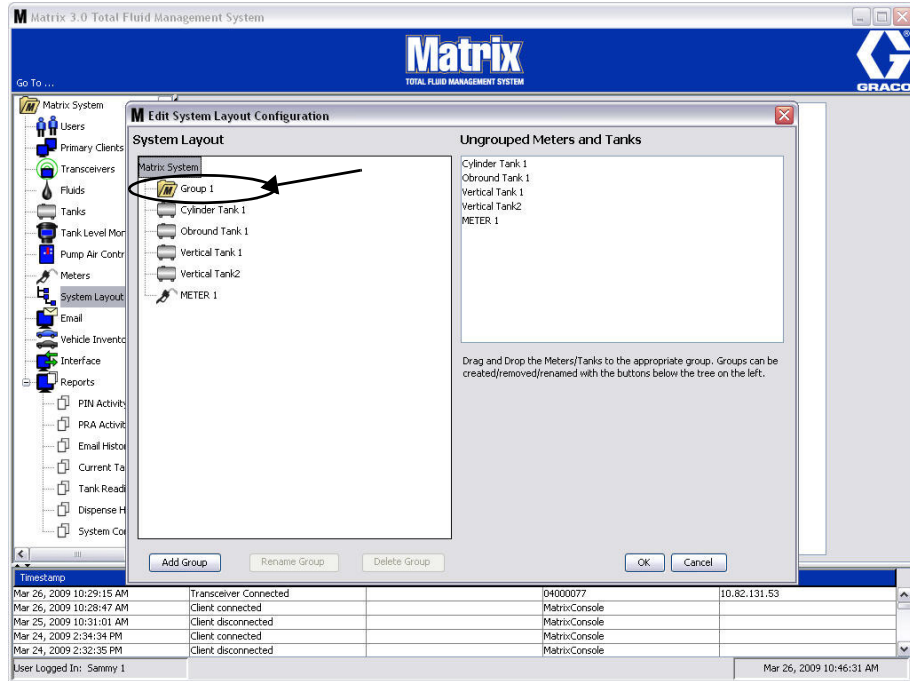 M Matrix 3.0 Total Fluid Management System
Matrix
TOTAL FLUID MANAGEMENT SYSTEM
GRACO
Go To ...
Matrix System
Users
Primary Clients
Transceivers
Fluids
Tanks
Tank Level Mon
Pump Air Contr
Meters
System Layout
Email
Vehicle Invento
Interface
Reports
PIN Activity
PRA Activit
Email Histor
Current Ta
Tank Readi
Dispense H
System Co
M Edit System Layout Configuration
System Layout
Matrix System
M Group 1
Cylinder Tank 1
Obround Tank 1
Vertical Tank 1
Vertical Tank2
METER 1
Add Group Rename Group Delete Group
Ungrouped Meters and Tanks
Cylinder Tank 1
Obround Tank 1
Vertical Tank 1
Vertical Tank2
METER 1
Drag and Drop the Meters/Tanks to the appropriate group. Groups can be
created/removed/renamed with the buttons below the tree on the left.
OK Cancel
Timestamp
Mar 26, 2009 10:29:15 AM Transceiver Connected 04000077 10.82.131.53
Mar 26, 2009 10:28:47 AM Client connected MatrixConsole
Mar 25, 2009 10:31:01 AM Client disconnected MatrixConsole
Mar 24, 2009 2:34:34 PM Client connected MatrixConsole
Mar 24, 2009 2:32:35 PM Client disconnected MatrixConsole
User Logged In: Sammy 1 Mar 26, 2009 10:46:31 AM